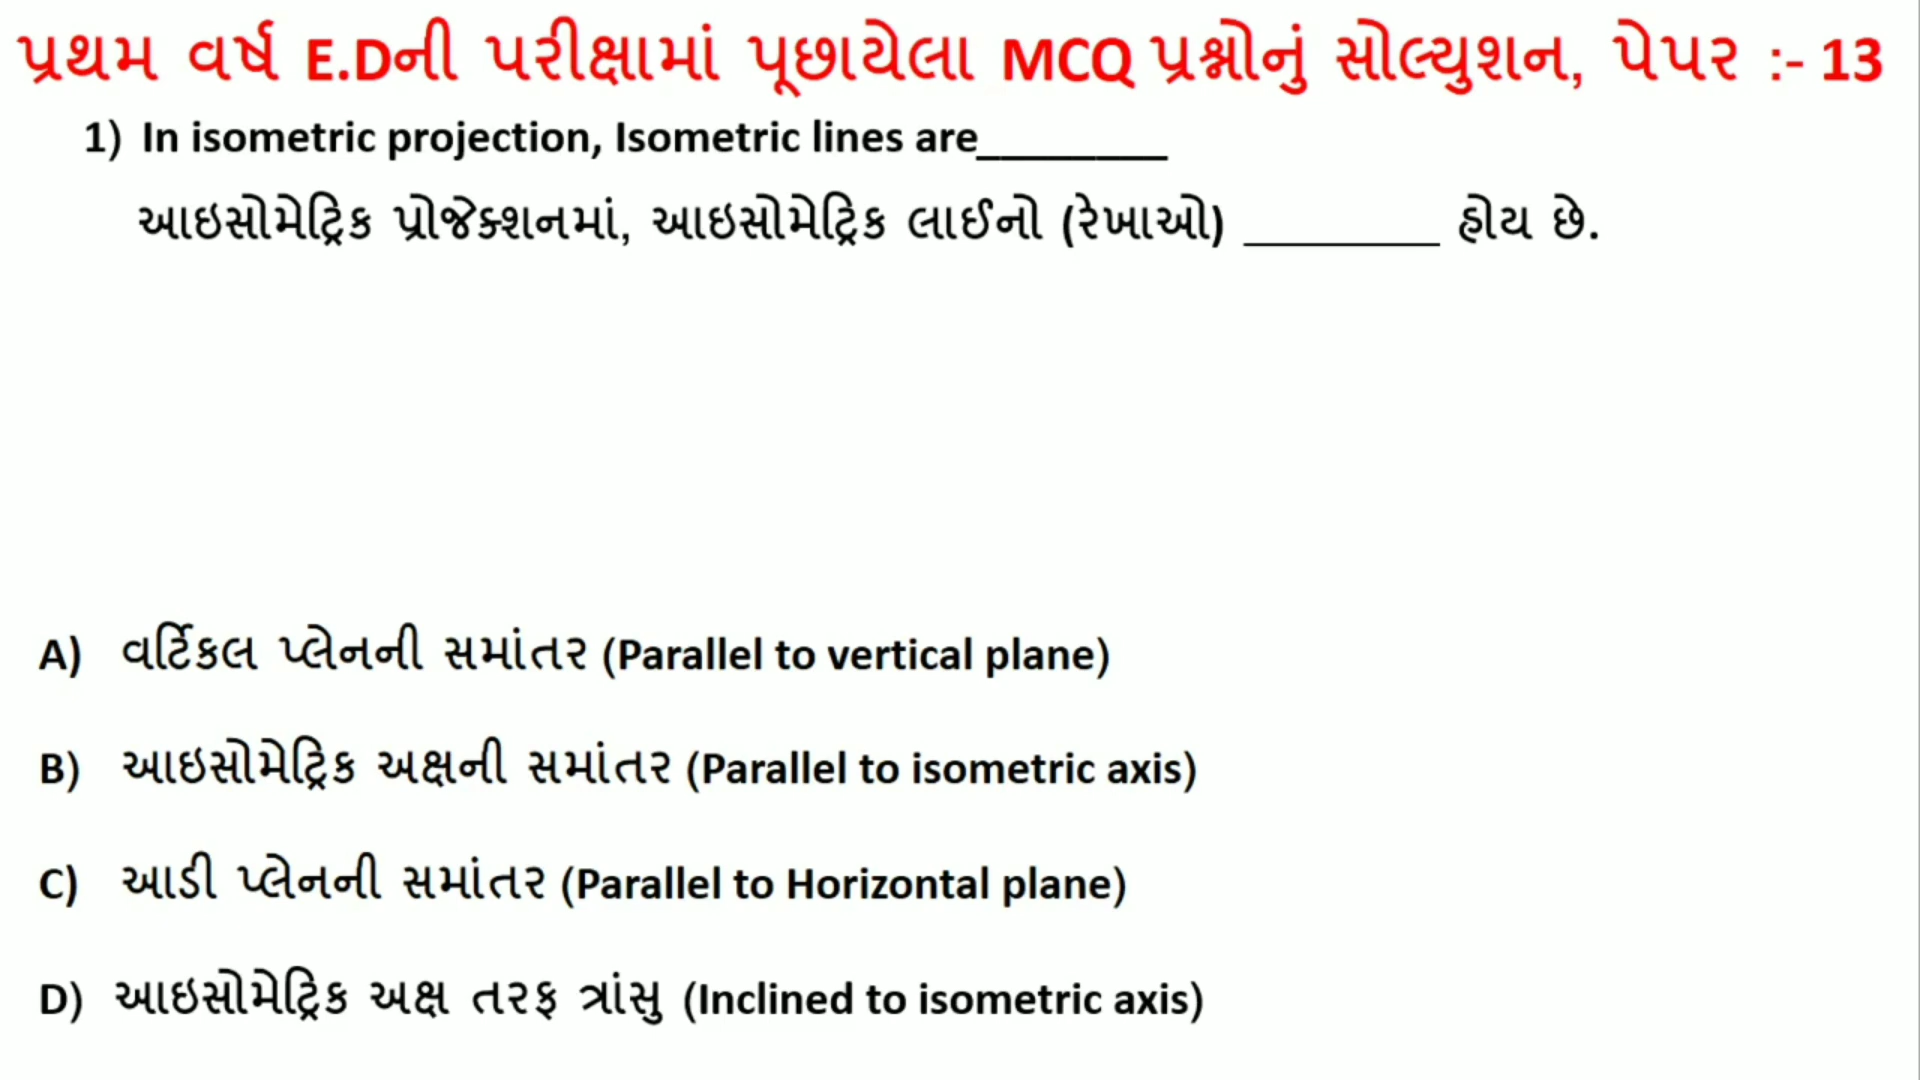 પ્રથમ વર્ષ E.Dની પરીક્ષામાં પૂછાયેલા MCQ પ્રશ્નોનું સોલ્યુશન, પેપર :- 13
1) In isometric projection, Isometric lines are________
આઇસોમેટ્રિક પ્રોજેક્શનમાં, આઇસોમેટ્રિક લાઈનો (રેખાઓ) ________ હોય છે.
A) વર્ટિકલ પ્લેનની સમાંતર (Parallel to vertical plane)
B) આઇસોમેટ્રિક અક્ષની સમાંતર (Parallel to isometric axis)
C) આડી પ્લેનની સમાંતર (Parallel to Horizontal plane)
D) આઇસોમેટ્રિક અક્ષ તરફ ત્રાંસુ (Inclined to isometric axis)